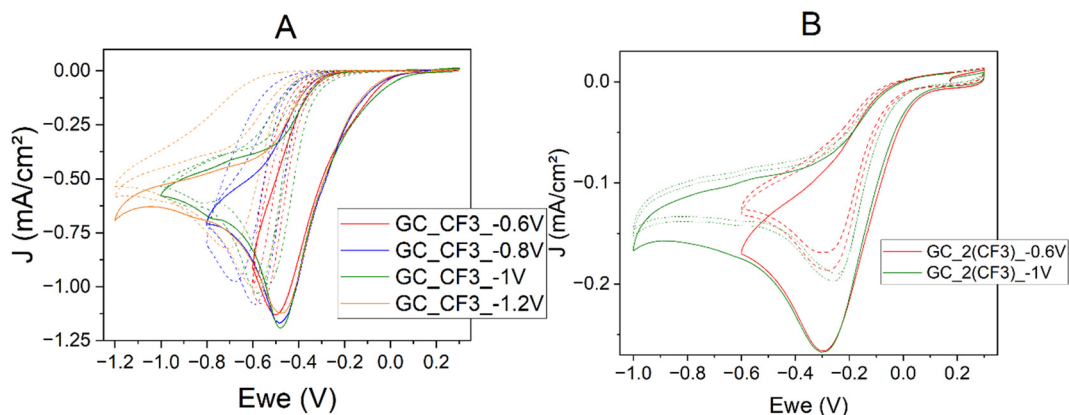 A
0.00
−0.25
−0.50
−0.75
−1.00
−1.25
J (mA/cm²)
−1.2 −1.0 −0.8 −0.6 −0.4 −0.2 0.0 0.2
Ewe (V)
GC_CF3_-0.6V
GC_CF3_-0.8V
GC_CF3_-1V
GC_CF3_-1.2V
B
0.0
−0.1
−0.2
J (mA/cm²)
−1.0 −0.8 −0.6 −0.4 −0.2 0.0 0.2
Ewe (V)
GC_2(CF3)_-0.6V
GC_2(CF3)_-1V